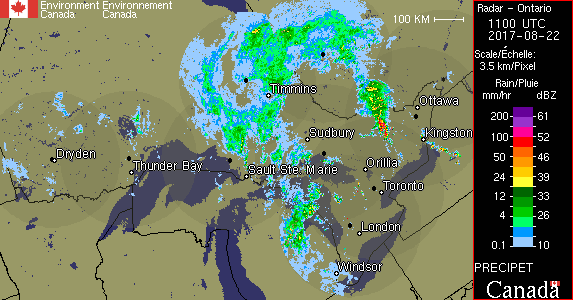 Environment Environnement
Canada Canada
100 KM
Timmins
Ottawa
Sudbury
Kingston
Dryden
Thunder Bay
Sault Ste. Marie
Orillia
Toronto
London
Windsor
Radar - Ontario
1100 UTC
2017-08-22
Scale/Échelle:
3.5 km/Pixel
Rain/Pluie
mm/hr dBZ
200 61
100 52
50 46
24 39
12 33
4 26
0.1 10
PRECIPET
Canada